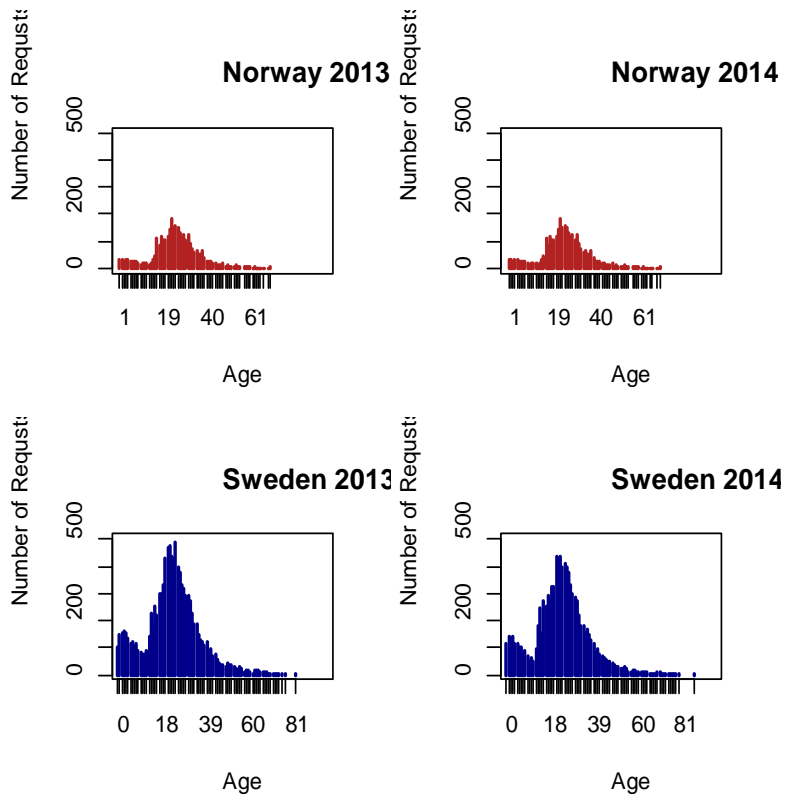 Norway 2013
Number of Requsts
500
200
0
1 19 40 61
Age
Norway 2014
Number of Requsts
500
200
0
1 19 40 61
Age
Sweden 2013
Number of Requsts
500
200
0
0 18 39 60 81
Age
Sweden 2014
Number of Requsts
500
200
0
0 18 39 60 81
Age